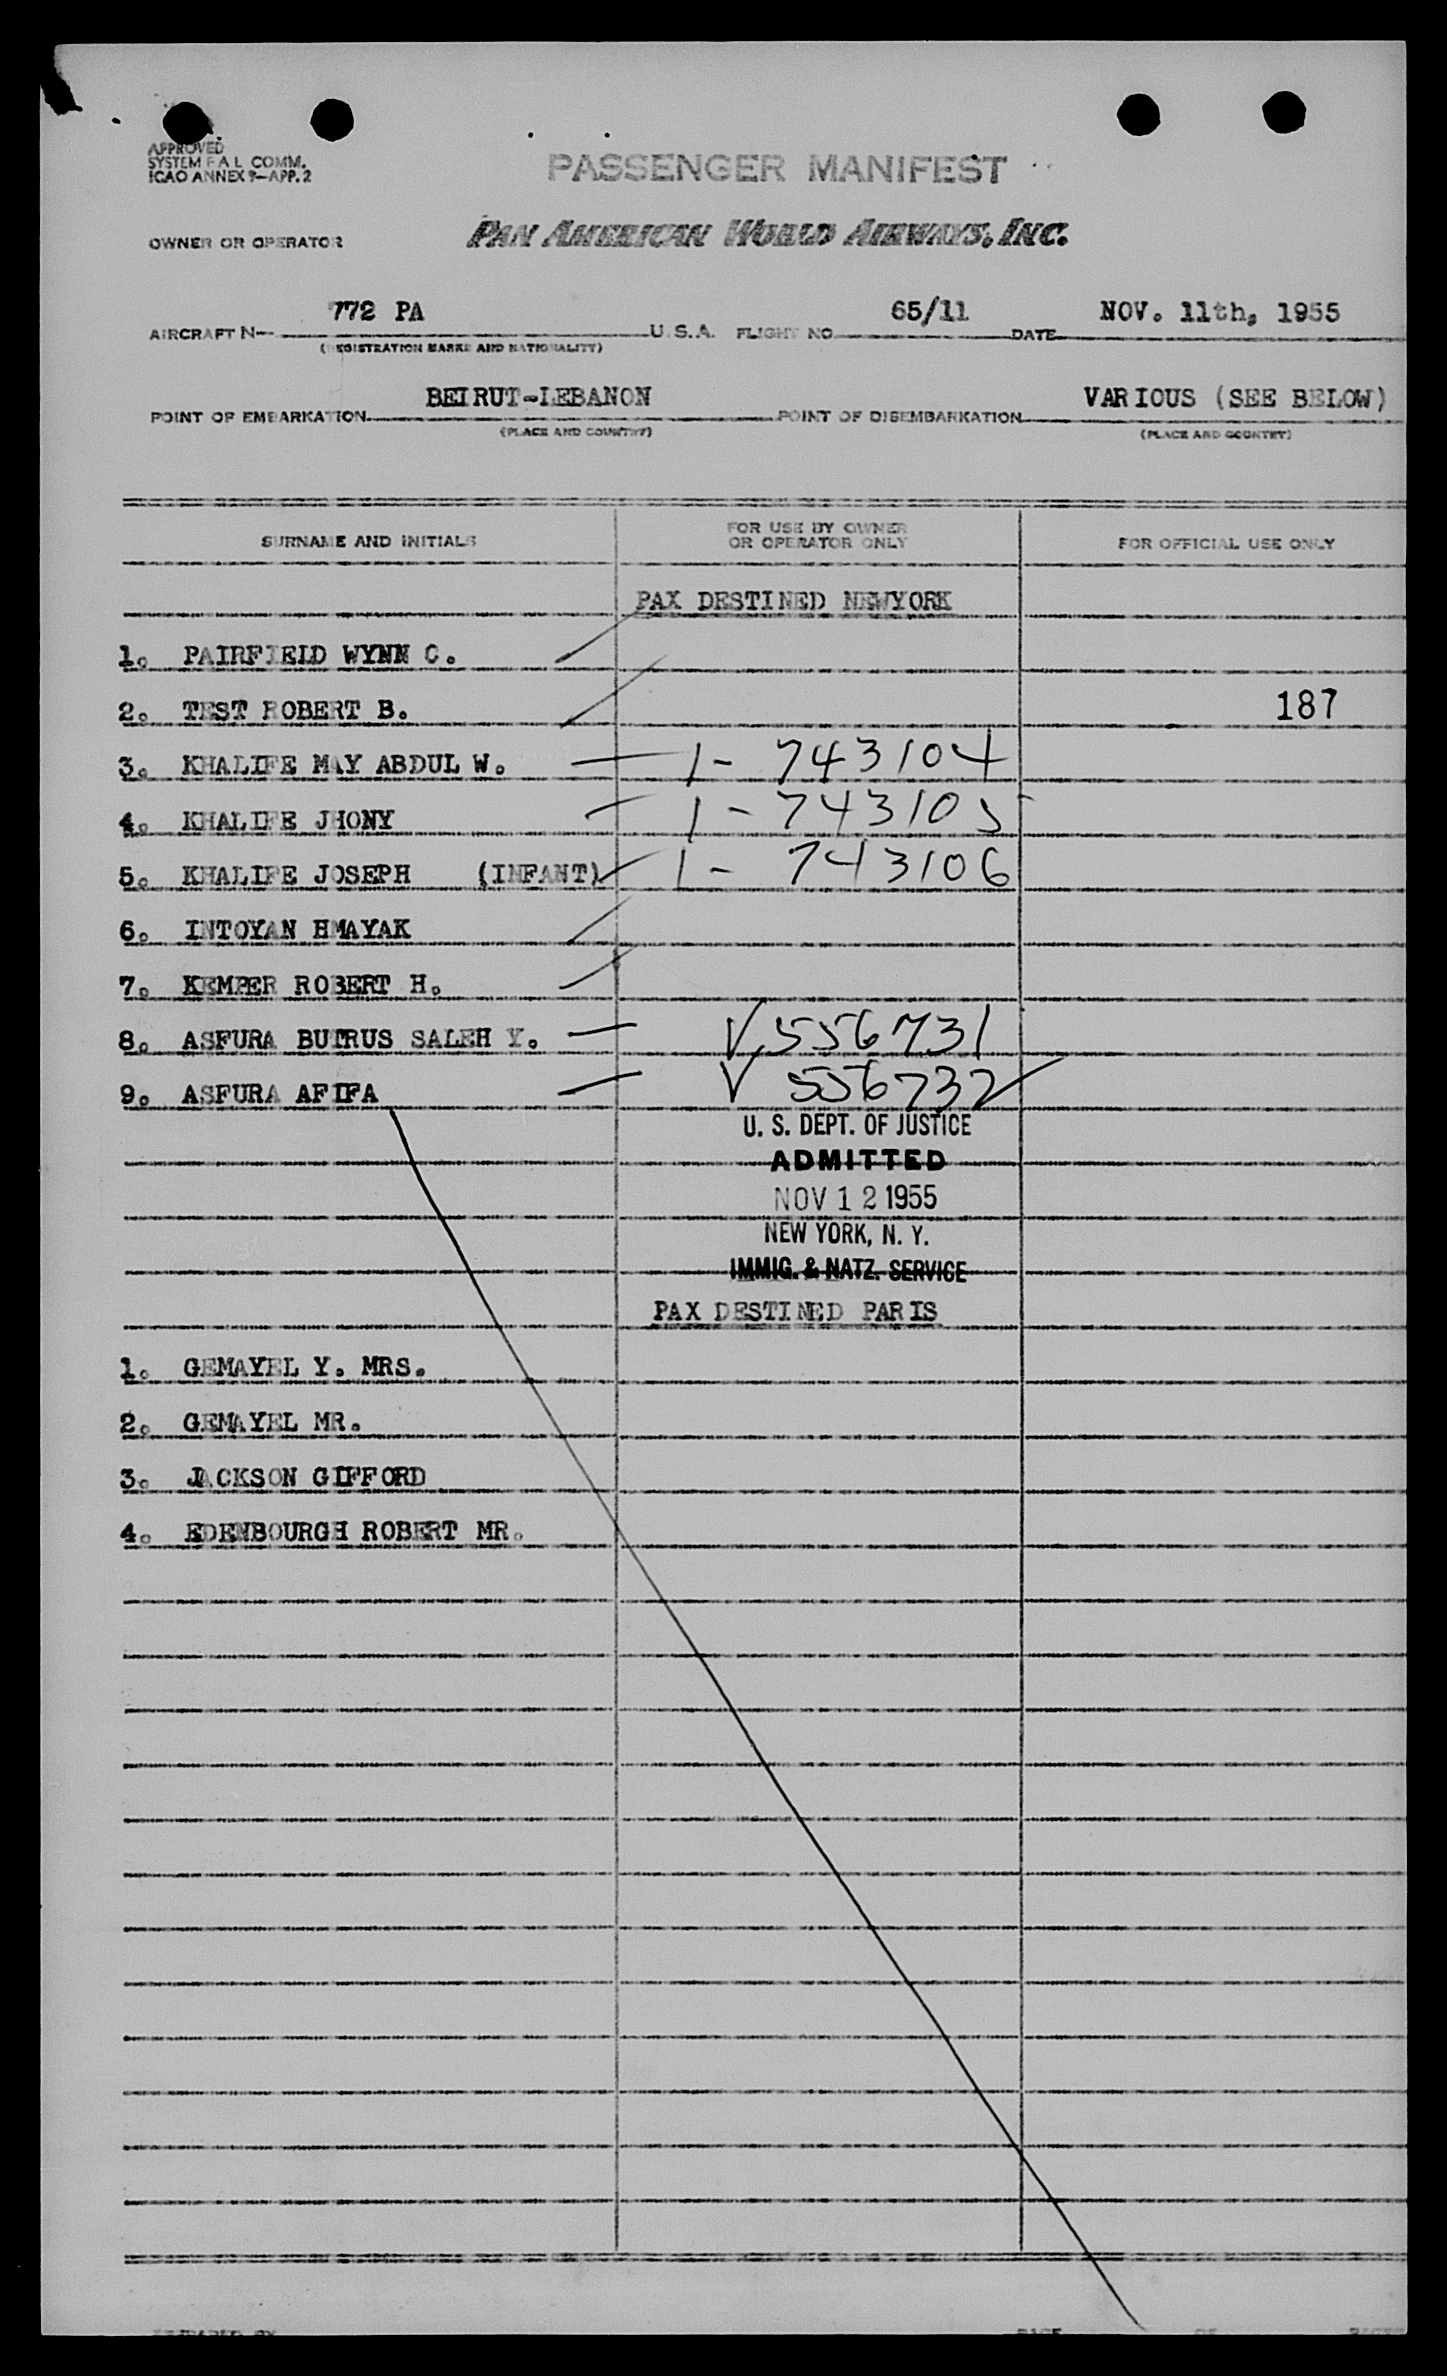 APPROVED
SYSTEM F A L COMM.
ICAO ANNEX 9—APP. 2
PASSENGER MANIFEST
OWNER OR OPERATOR PAN AMERICAN WORLD AIRWAYS, INC.
AIRCRAFT N— 772 PA U.S.A. FLIGHT NO. 65/11 DATE NOV. 11th, 1955
(REGISTRATION MARKS AND NATIONALITY)
POINT OF EMBARKATION BEIRUT-LEBANON POINT OF DISEMBARKATION VARIOUS (SEE BELOW)
(PLACE AND COUNTRY) (PLACE AND COUNTRY)
SURNAME AND INITIALS FOR USE BY OWNER OR OPERATOR ONLY FOR OFFICIAL USE ONLY
PAX DESTINED NEWYORK
1. PAIRFIELD WYNN C.
2. TEST ROBERT B. 187
3. KHALIFE MAY ABDUL W. — 1- 743104
4. KHALIFE JHONY — 1- 743105
5. KHALIFE JOSEPH (INFANT) 1- 743106
6. INTOYAN HMAYAK
7. KEMPER ROBERT H.
8. ASFURA BUTRUS SALEH Y. — V 556731
9. ASFURA AFIFA — V 556732
U. S. DEPT. OF JUSTICE
ADMITTED
NOV 12 1955
NEW YORK, N. Y.
IMMIG. & NATZ. SERVICE
PAX DESTINED PARIS
1. GEMAYEL Y. MRS.
2. GEMAYEL MR.
3. JACKSON GIFFORD
4. EDENBOURGH ROBERT MR.